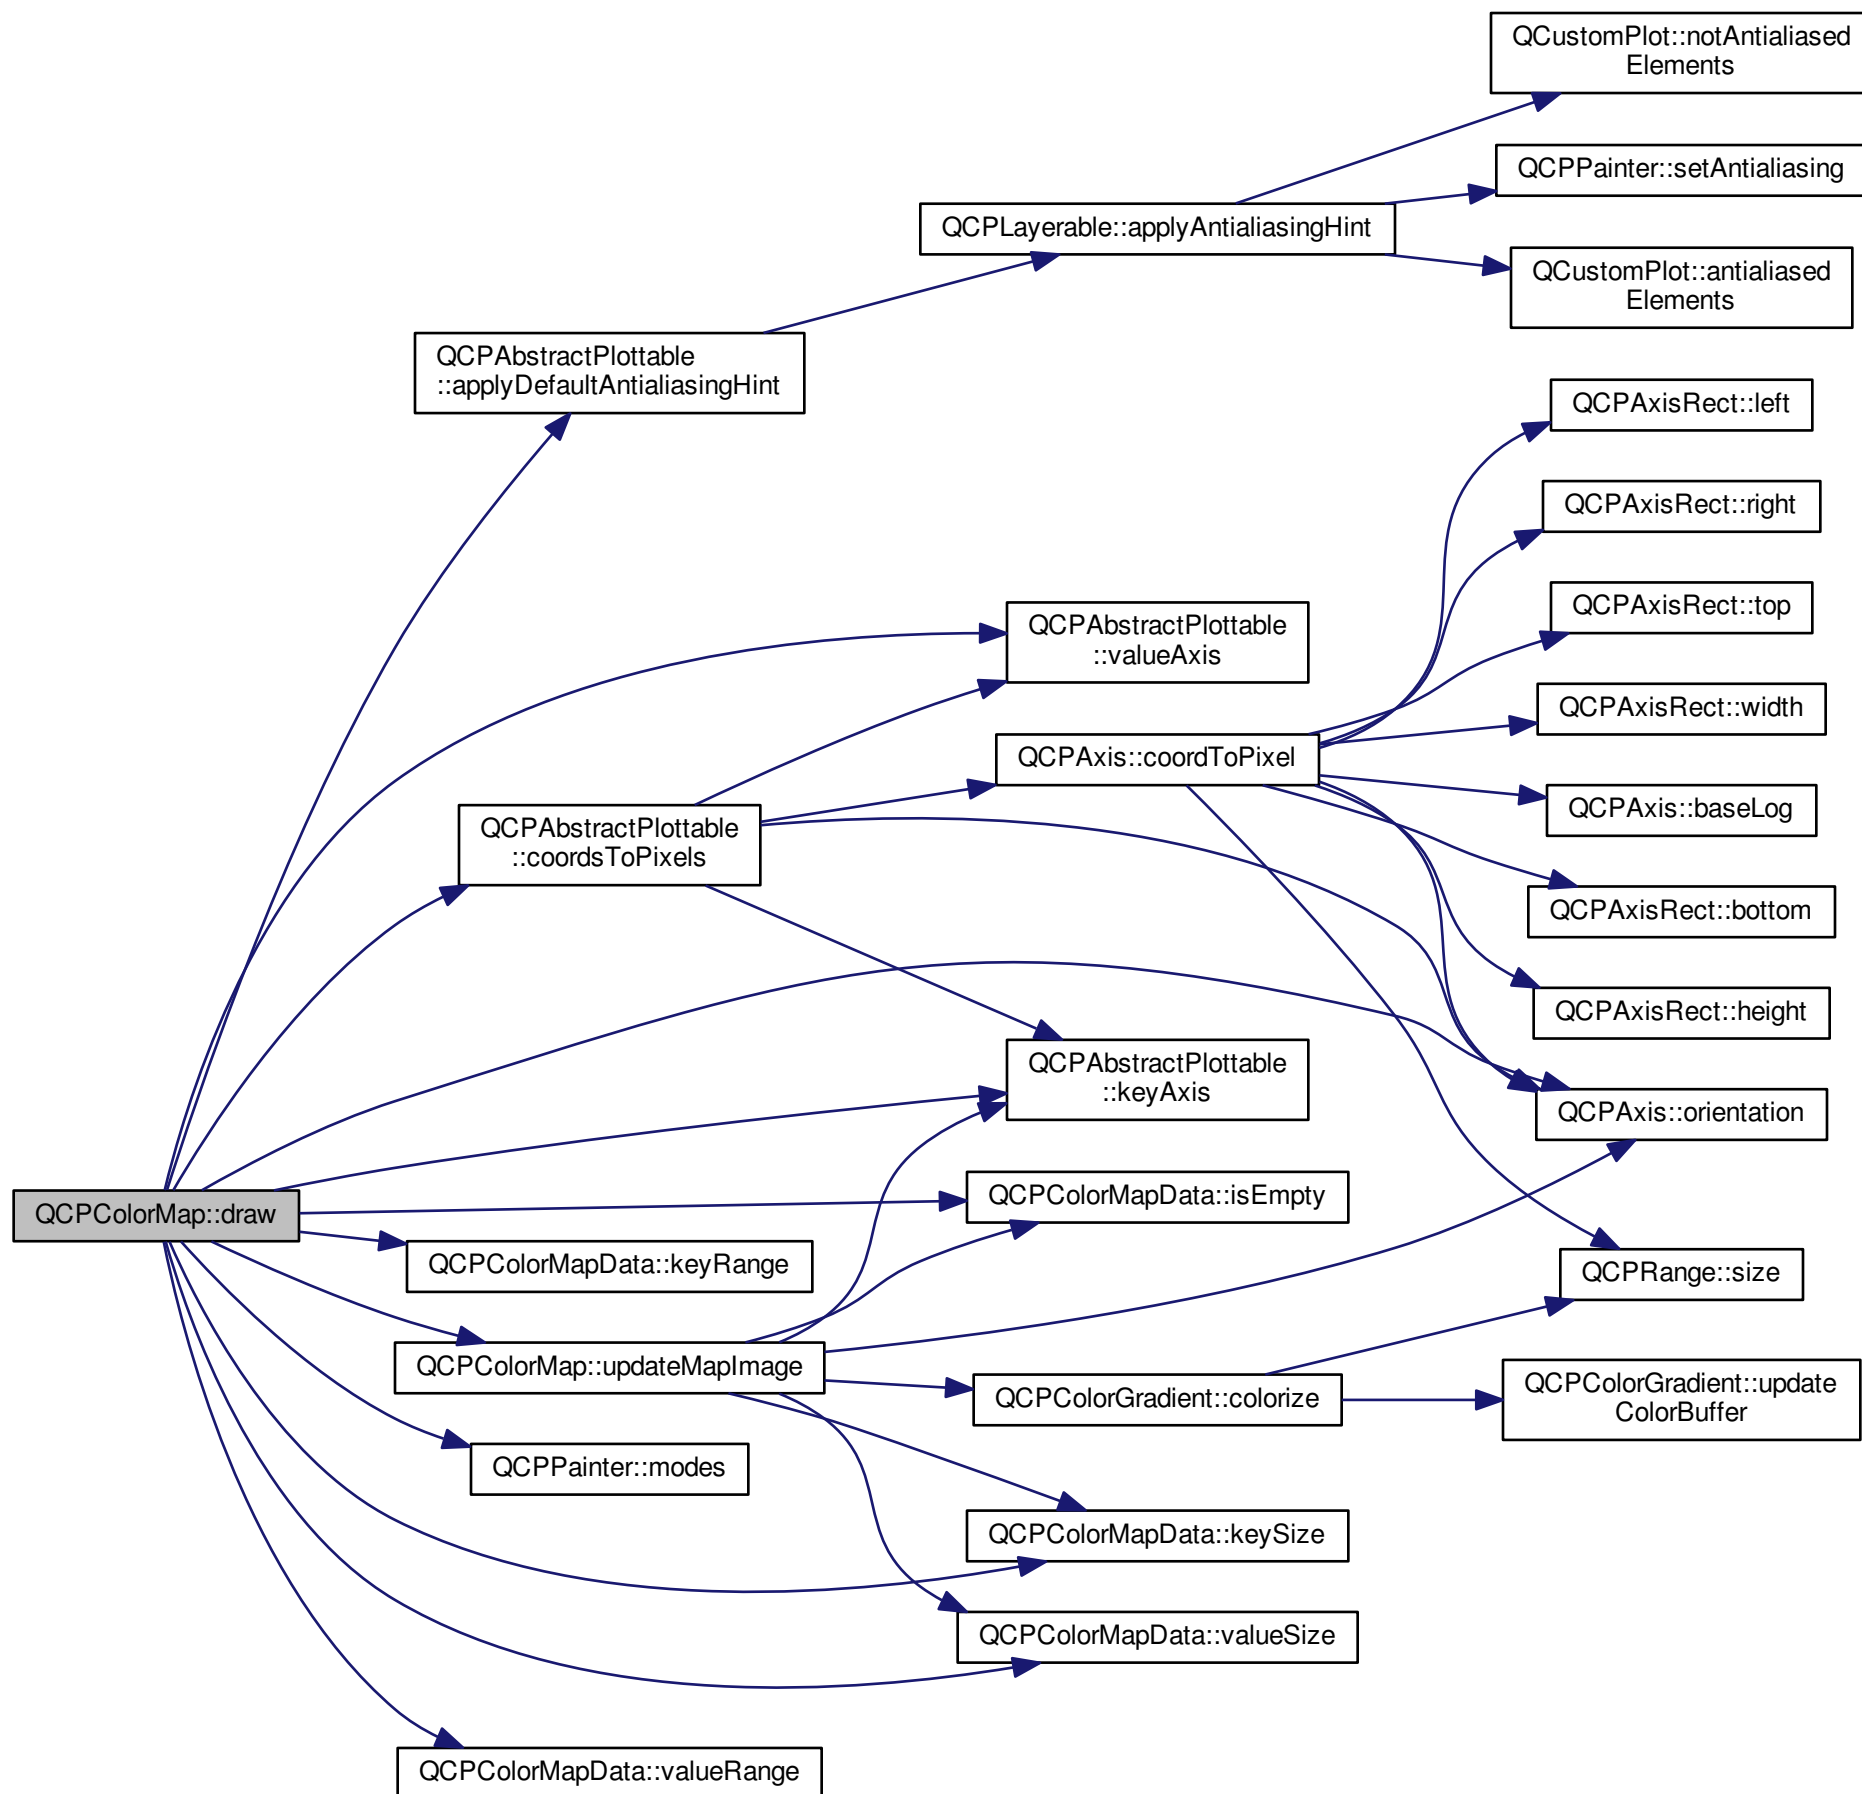 QCustomPlot::notAntialiased
Elements
QCPPainter::setAntialiasing
QCPLayerable::applyAntialiasingHint
QCustomPlot::antialiased
Elements
QCPAbstractPlottable
::applyDefaultAntialiasingHint
QCPAxisRect::left
QCPAxisRect::right
QCPAxisRect::top
QCPAbstractPlottable
::valueAxis
QCPAxisRect::width
QCPAxis::coordToPixel
QCPAxis::baseLog
QCPAbstractPlottable
::coordsToPixels
QCPAxisRect::bottom
QCPAxisRect::height
QCPAbstractPlottable
::keyAxis
QCPAxis::orientation
QCPColorMapData::isEmpty
QCPColorMap::draw
QCPColorMapData::keyRange
QCPRange::size
QCPColorMap::updateMapImage
QCPColorGradient::colorize
QCPColorGradient::update
ColorBuffer
QCPPainter::modes
QCPColorMapData::keySize
QCPColorMapData::valueSize
QCPColorMapData::valueRange